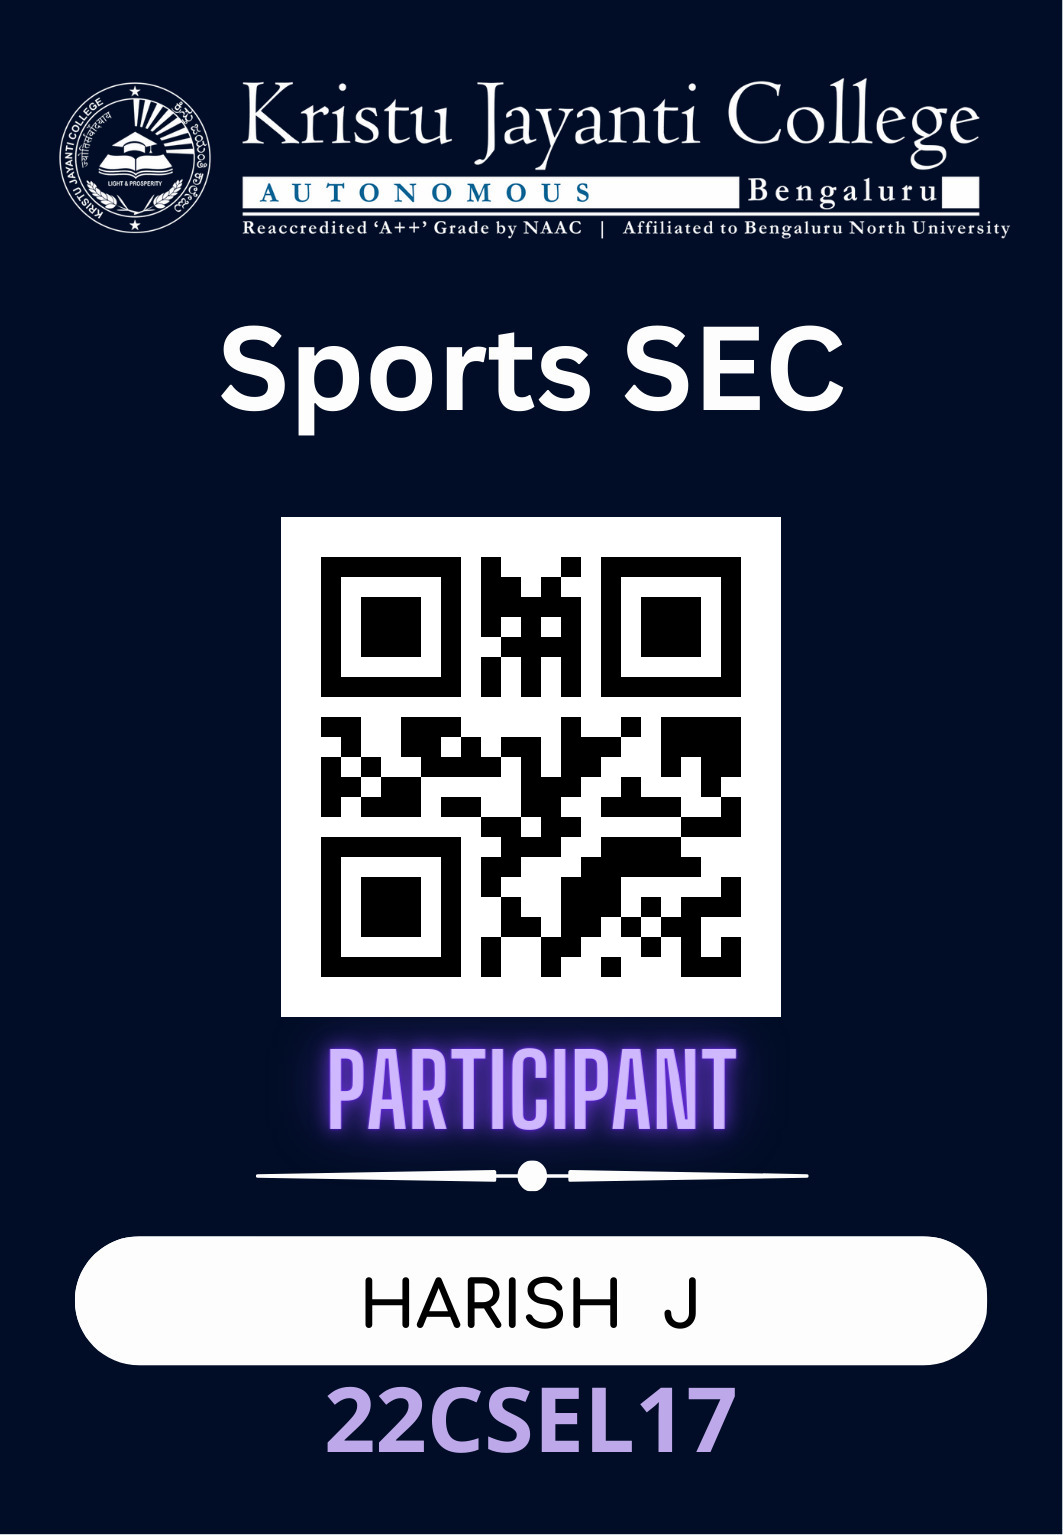 Kristu Jayanti College
AUTONOMOUS Bengaluru
Reaccredited ‘A++’ Grade by NAAC | Affiliated to Bengaluru North University
KRISTU JAYANTI COLLEGE
LIGHT & PROSPERITY
Sports SEC
PARTICIPANT
HARISH J
22CSEL17